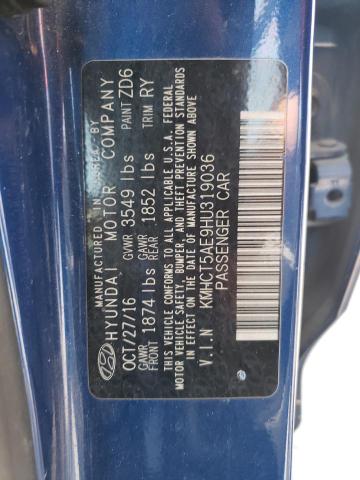 MANUFACTURED IN KOREA BY
HYUNDAI MOTOR COMPANY
OCT/27/16 GVWR 3549 lbs PAINT ZD6
GAWR FRONT 1874 lbs GAWR REAR 1852 lbs TRIM RY
THIS VEHICLE CONFORMS TO ALL APPLICABLE U.S.A. FEDERAL
MOTOR VEHICLE SAFETY, BUMPER, AND THEFT PREVENTION STANDARDS
IN EFFECT ON THE DATE OF MANUFACTURE SHOWN ABOVE.
V.I.N KMHCT5AE9HU319036
PASSENGER CAR